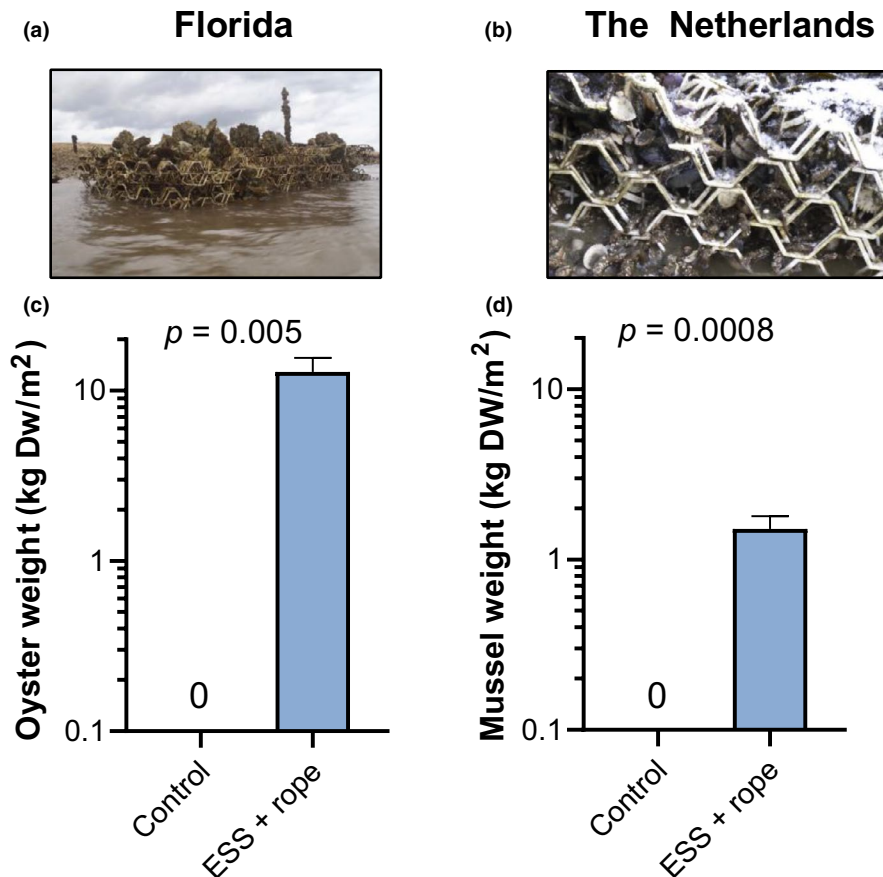 (a) Florida
(b) The Netherlands
(c)
p = 0.005
Oyster weight (kg Dw/m²)
10
1
0.1
0
Control
ESS + rope
(d)
p = 0.0008
Mussel weight (kg DW/m²)
10
1
0.1
0
Control
ESS + rope